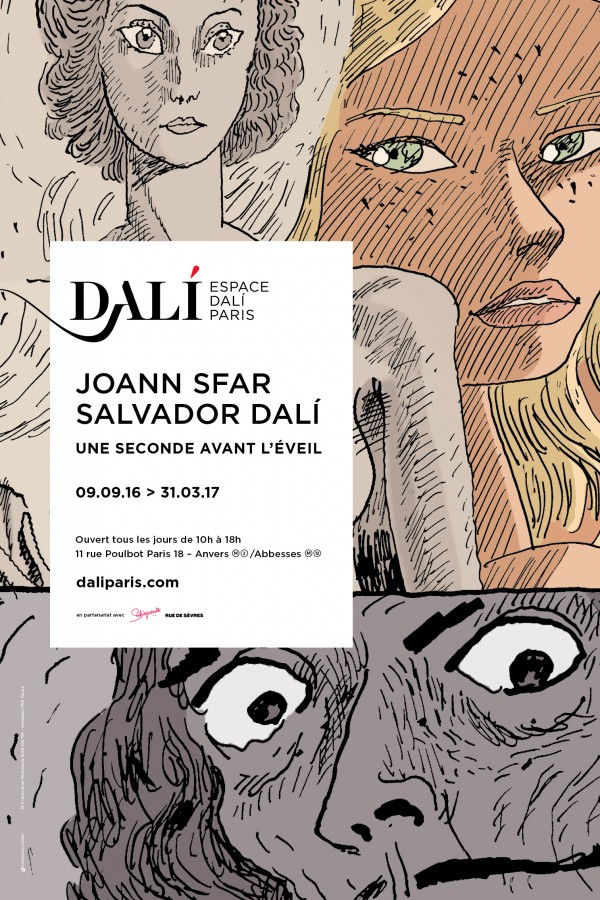 DALÍ
ESPACE
DALÍ
PARIS
JOANN SFAR
SALVADOR DALÍ
UNE SECONDE AVANT L'ÉVEIL
09.09.16 > 31.03.17
Ouvert tous les jours de 10h à 18h
11 rue Poulbot Paris 18 – Anvers Ⓜ② /Abbesses Ⓜ⑫
daliparis.com
en partenariat avec
RUE DE SÈVRES